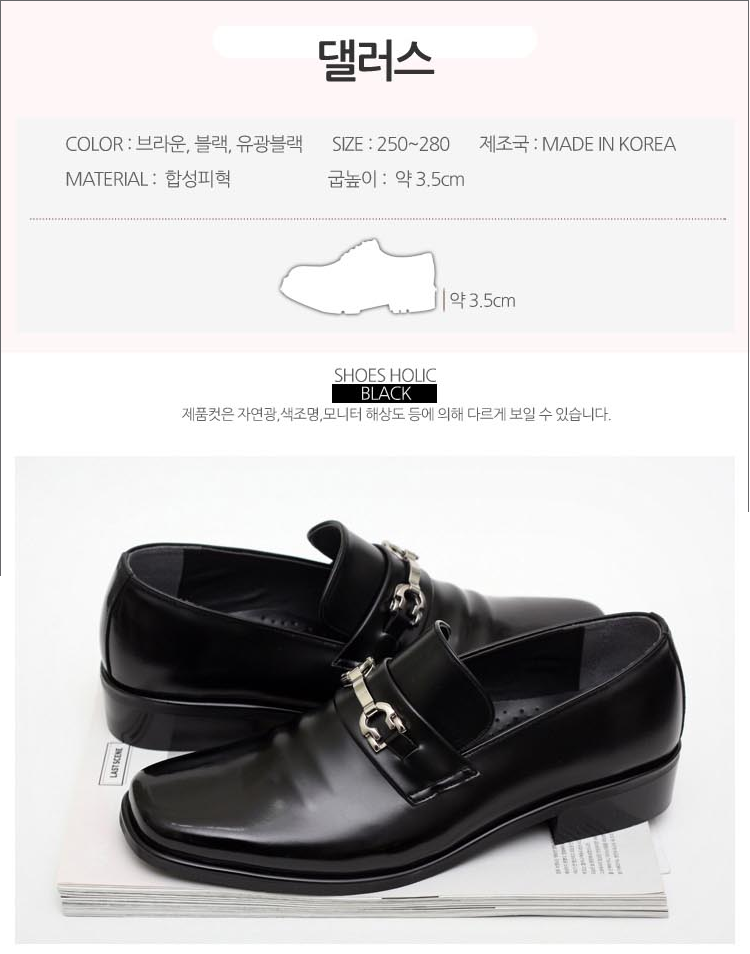 댈러스
COLOR : 브라운, 블랙, 유광블랙 SIZE : 250~280 제조국 : MADE IN KOREA
MATERIAL : 합성피혁 굽높이 : 약 3.5cm
약 3.5cm
SHOES HOLIC
BLACK
제품컷은 자연광,색조명,모니터 해상도 등에 의해 다르게 보일 수 있습니다.
LAST SCENE